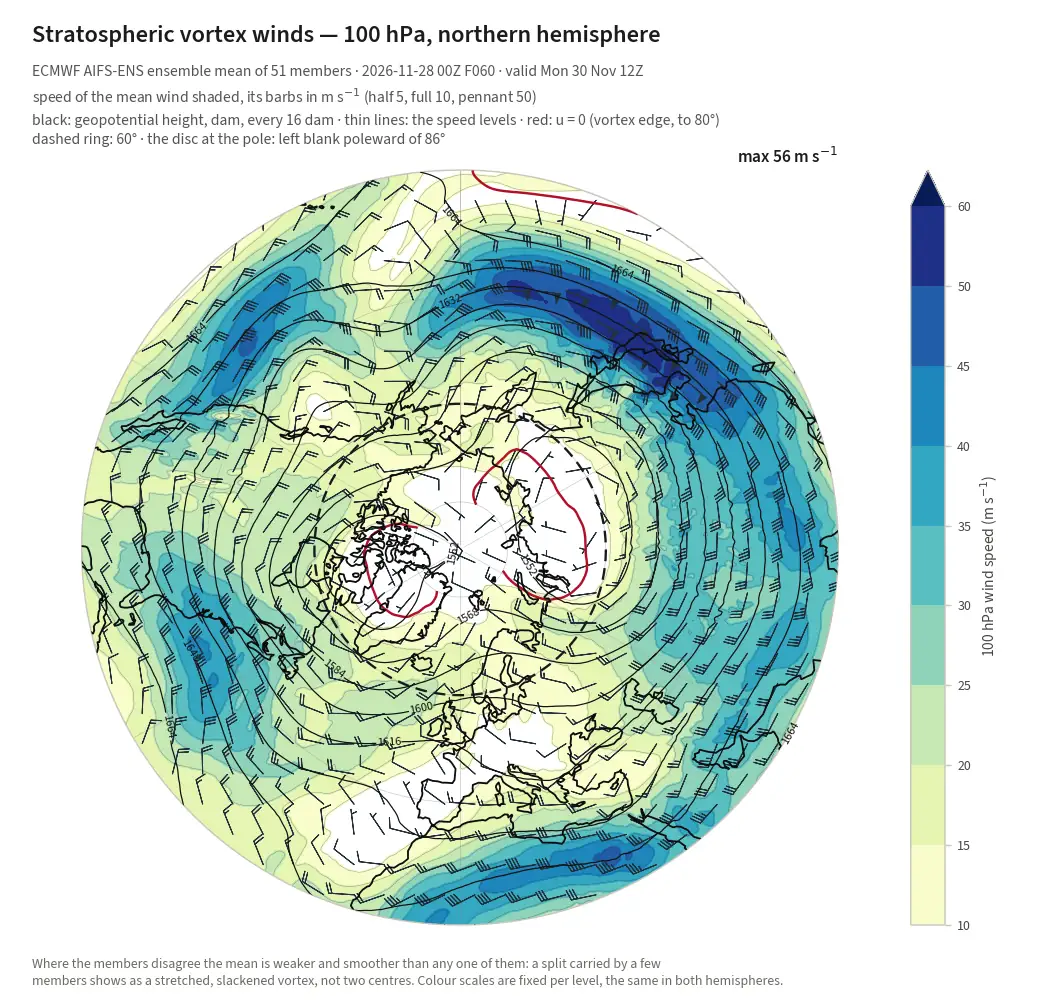 Stratospheric vortex winds — 100 hPa, northern hemisphere
ECMWF AIFS-ENS ensemble mean of 51 members · 2026-11-28 00Z F060 · valid Mon 30 Nov 12Z
speed of the mean wind shaded, its barbs in m s⁻¹ (half 5, full 10, pennant 50)
black: geopotential height, dam, every 16 dam · thin lines: the speed levels · red: u = 0 (vortex edge, to 80°)
dashed ring: 60° · the disc at the pole: left blank poleward of 86°
max 56 m s⁻¹
60
50
45
40
35
30
25
20
15
10
100 hPa wind speed (m s⁻¹)
1664
1664
1632
1664
1552
1552
1568
1584
1648
1600
1616
1664
1664
Where the members disagree the mean is weaker and smoother than any one of them: a split carried by a few
members shows as a stretched, slackened vortex, not two centres. Colour scales are fixed per level, the same in both hemispheres.